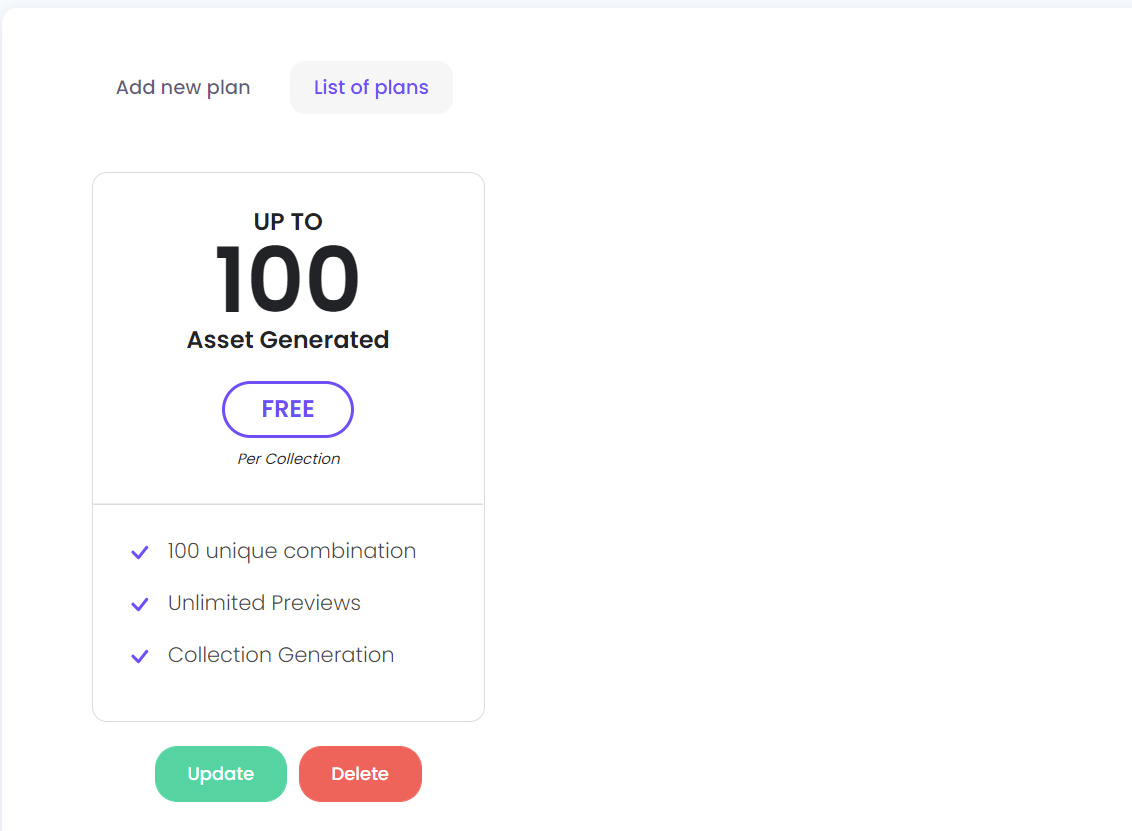 Add new plan
List of plans
UP TO
100
Asset Generated
FREE
Per Collection
100 unique combination
Unlimited Previews
Collection Generation
Update
Delete